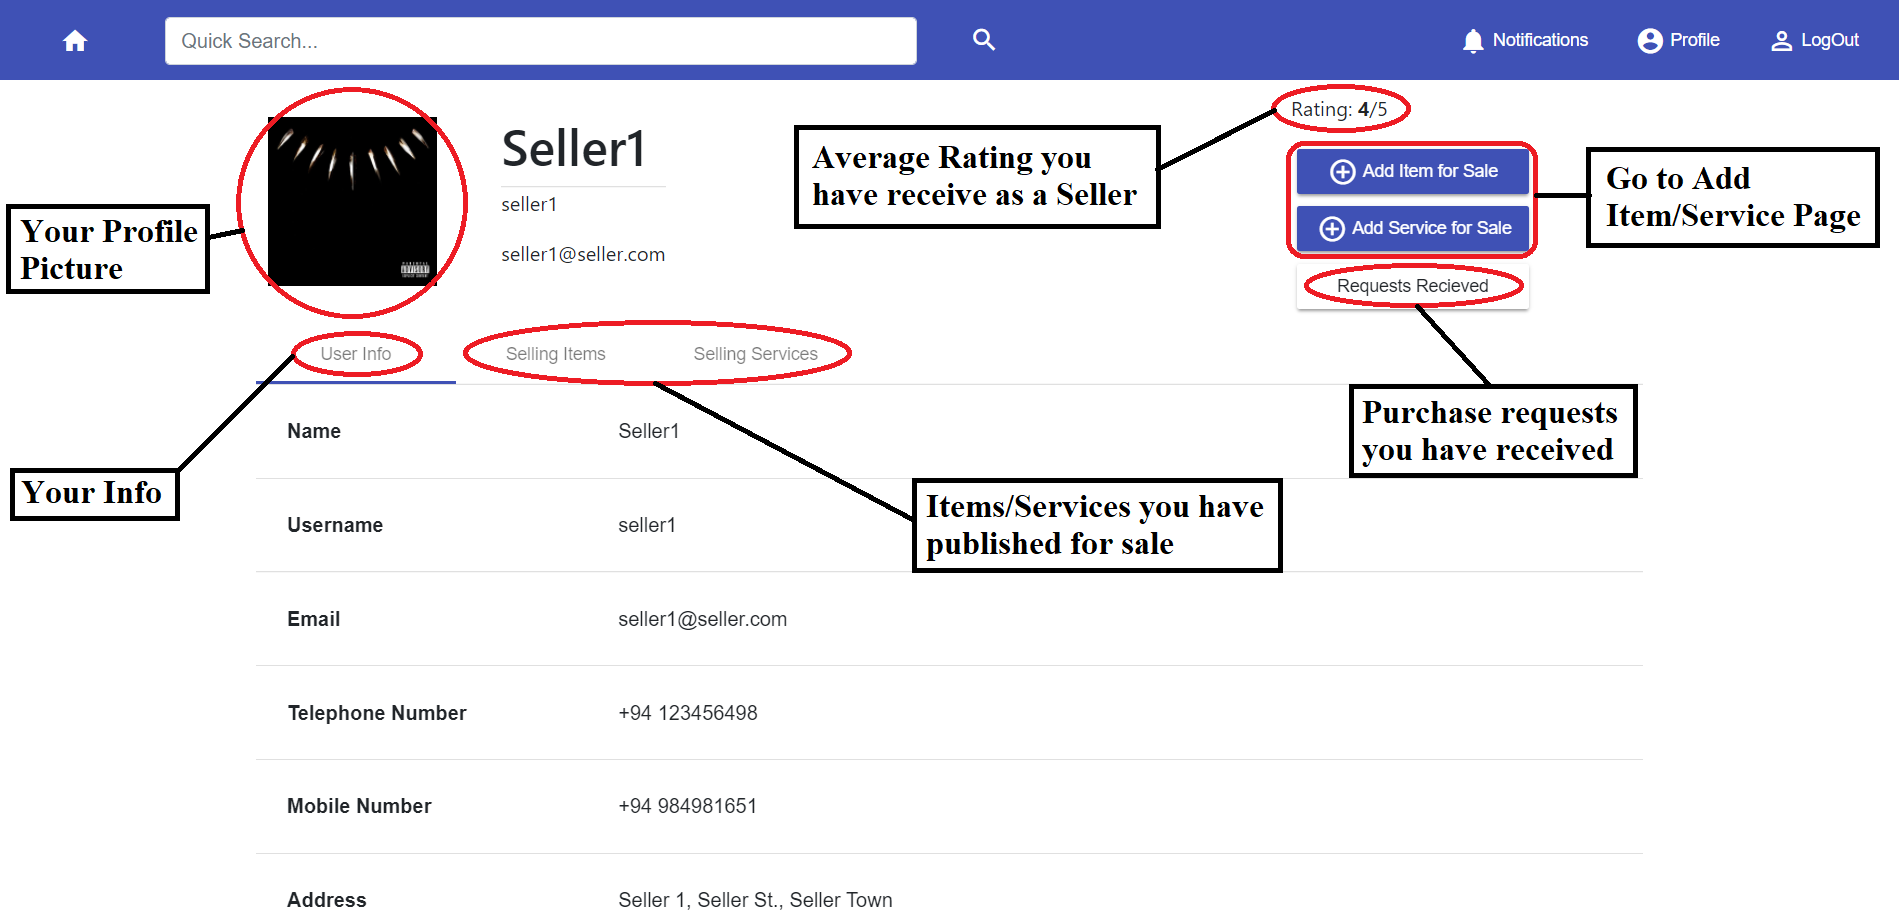 Quick Search...
Notifications
Profile
LogOut
Rating: 4/5
Seller1
Average Rating you
have receive as a Seller
Add Item for Sale
Go to Add
Item/Service Page
seller1
Add Service for Sale
Your Profile
Picture
seller1@seller.com
Requests Recieved
User Info
Selling Items
Selling Services
Purchase requests
you have received
Name
Seller1
Your Info
Items/Services you have
published for sale
Username
seller1
Email
seller1@seller.com
Telephone Number
+94 123456498
Mobile Number
+94 984981651
Address
Seller 1, Seller St., Seller Town